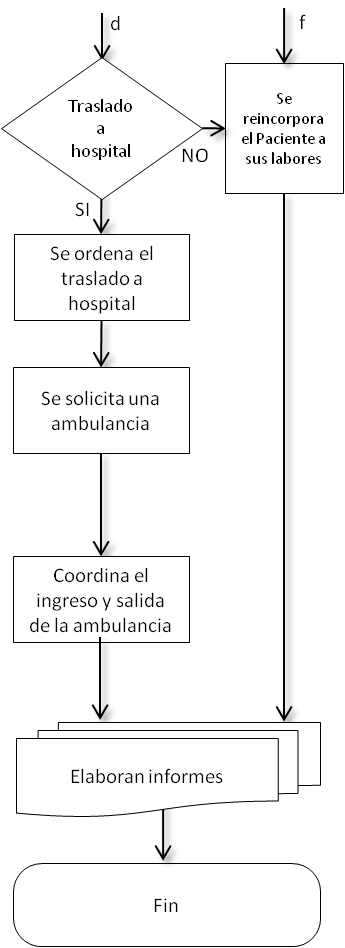 d
f
Traslado
a
hospital
NO
Se
reincorpora
el Paciente a
sus labores
SI
Se ordena el
traslado a
hospital
Se solicita una
ambulancia
Coordina el
ingreso y salida
de la ambulancia
Elaboran informes
Fin